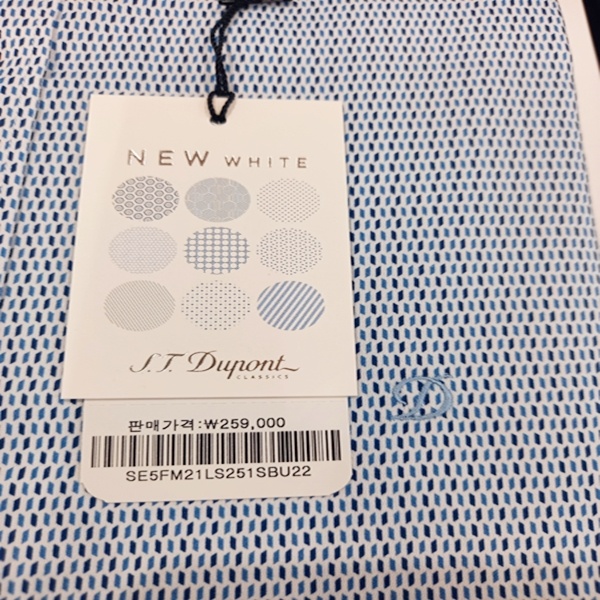 NEW WHITE
S.T. Dupont
CLASSICS
판매가격:₩259,000
SE5FM21LS251SBU22
D